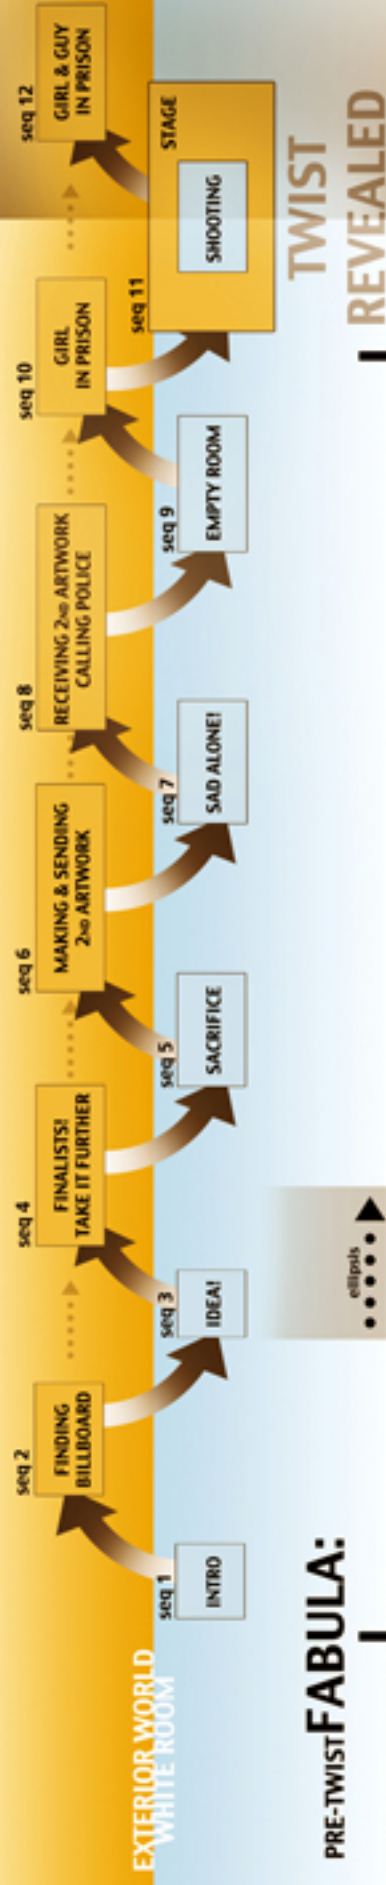 EXTERIOR WORLD
WHITE ROOM
seq 1
INTRO
seq 2
FINDING
BILLBOARD
seq 3
IDEA!
seq 4
FINALISTS!
TAKE IT FURTHER
seq 5
SACRIFICE
seq 6
MAKING & SENDING
2ND ARTWORK
seq 7
SAD ALONE!
seq 8
RECEIVING 2ND ARTWORK
CALLING POLICE
seq 9
EMPTY ROOM
seq 10
GIRL
IN PRISON
seq 11
STAGE
SHOOTING
seq 12
GIRL & GUY
IN PRISON
PRE-TWIST FABULA:
ellipsis
TWIST
REVEALED